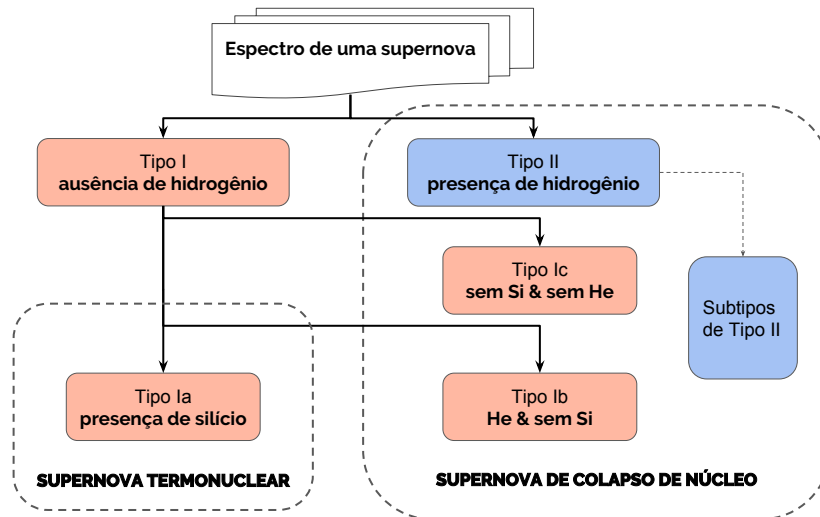 Espectro de uma supernova
Tipo I
ausência de hidrogênio
Tipo II
presença de hidrogênio
Tipo Ic
sem Si & sem He
Subtipos
de Tipo II
Tipo Ia
presença de silício
Tipo Ib
He & sem Si
SUPERNOVA TERMONUCLEAR
SUPERNOVA DE COLAPSO DE NÚCLEO